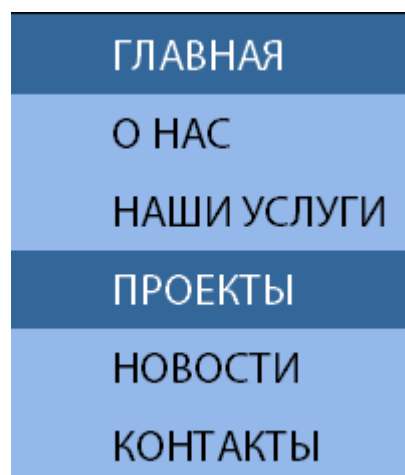 ГЛАВНАЯ
О НАС
НАШИ УСЛУГИ
ПРОЕКТЫ
НОВОСТИ
КОНТАКТЫ